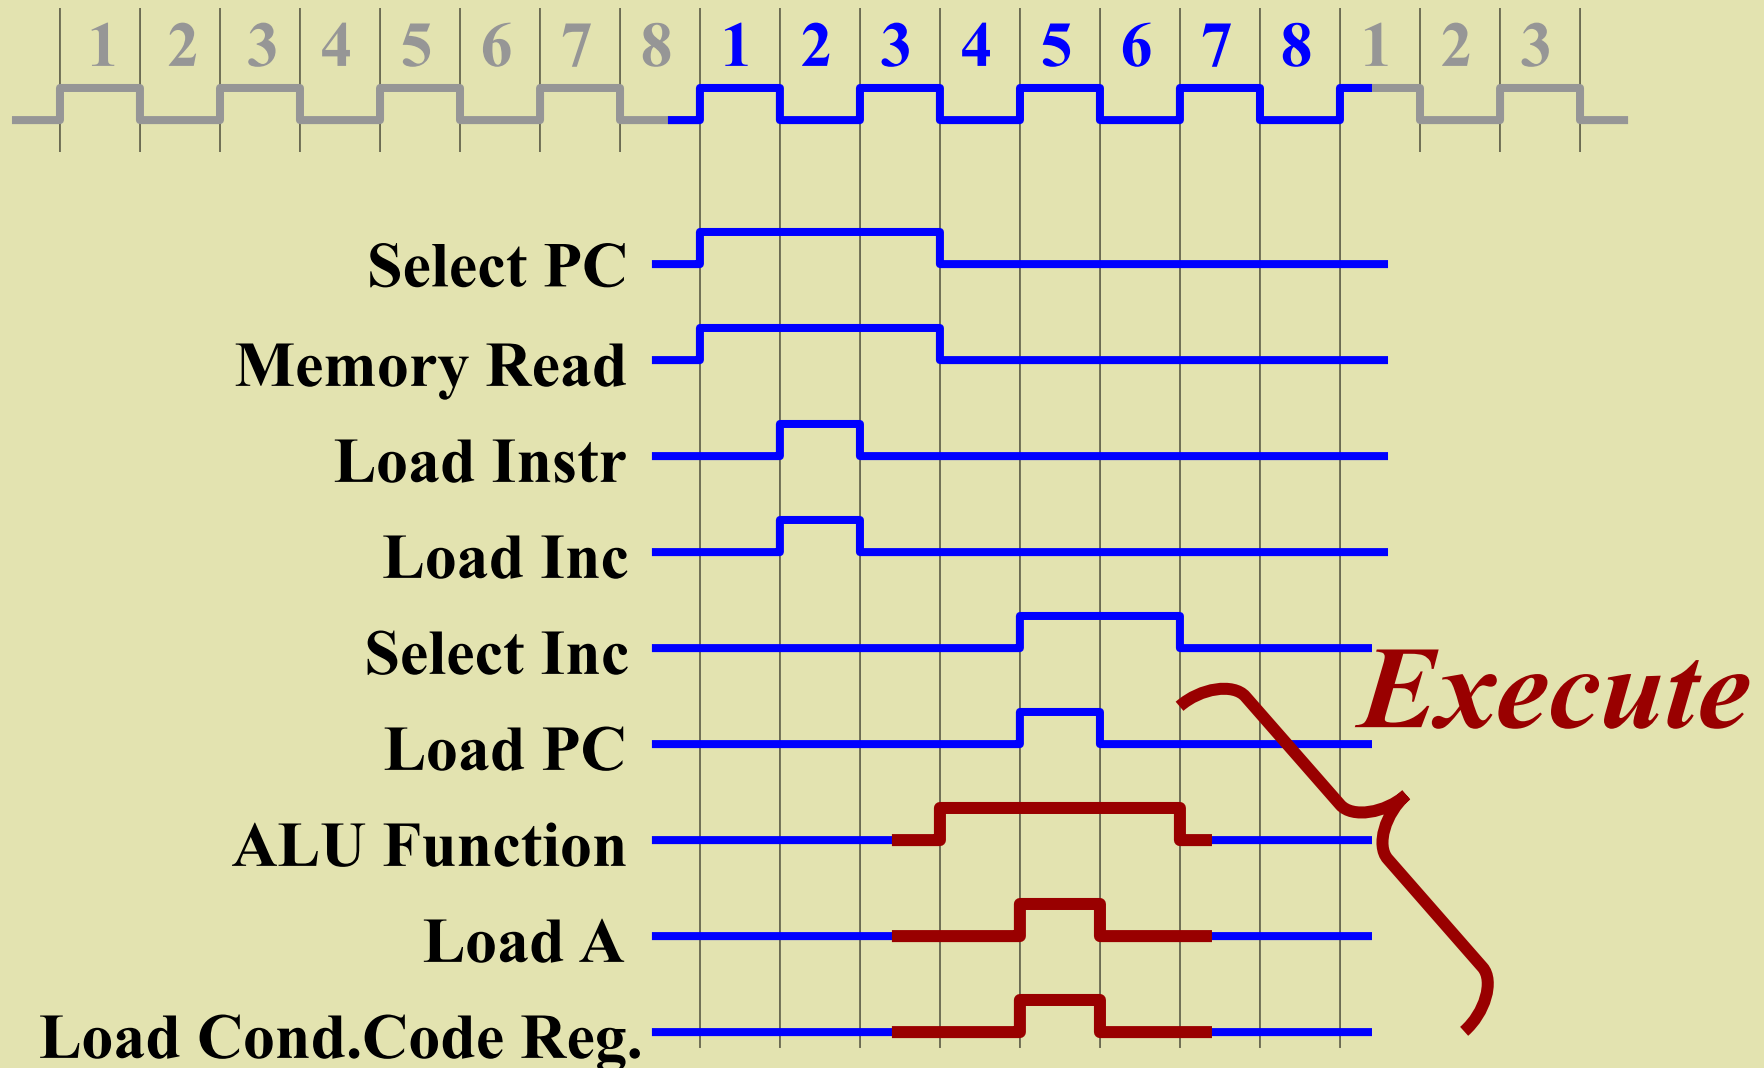 1 2 3 4 5 6 7 8 1 2 3 4 5 6 7 8 1 2 3
Select PC
Memory Read
Load Instr
Load Inc
Select Inc
Execute
Load PC
ALU Function
Load A
Load Cond.Code Reg.